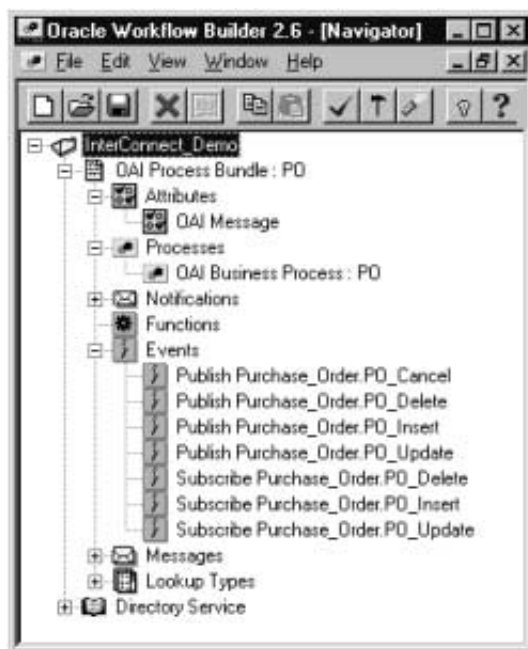 Oracle Workflow Builder 2.6 - [Navigator]
File Edit View Window Help
InterConnect_Demo
OAI Process Bundle : PO
Attributes
OAI Message
Processes
OAI Business Process : PO
Notifications
Functions
Events
Publish Purchase_Order.PO_Cancel
Publish Purchase_Order.PO_Delete
Publish Purchase_Order.PO_Insert
Publish Purchase_Order.PO_Update
Subscribe Purchase_Order.PO_Delete
Subscribe Purchase_Order.PO_Insert
Subscribe Purchase_Order.PO_Update
Messages
Lookup Types
Directory Service